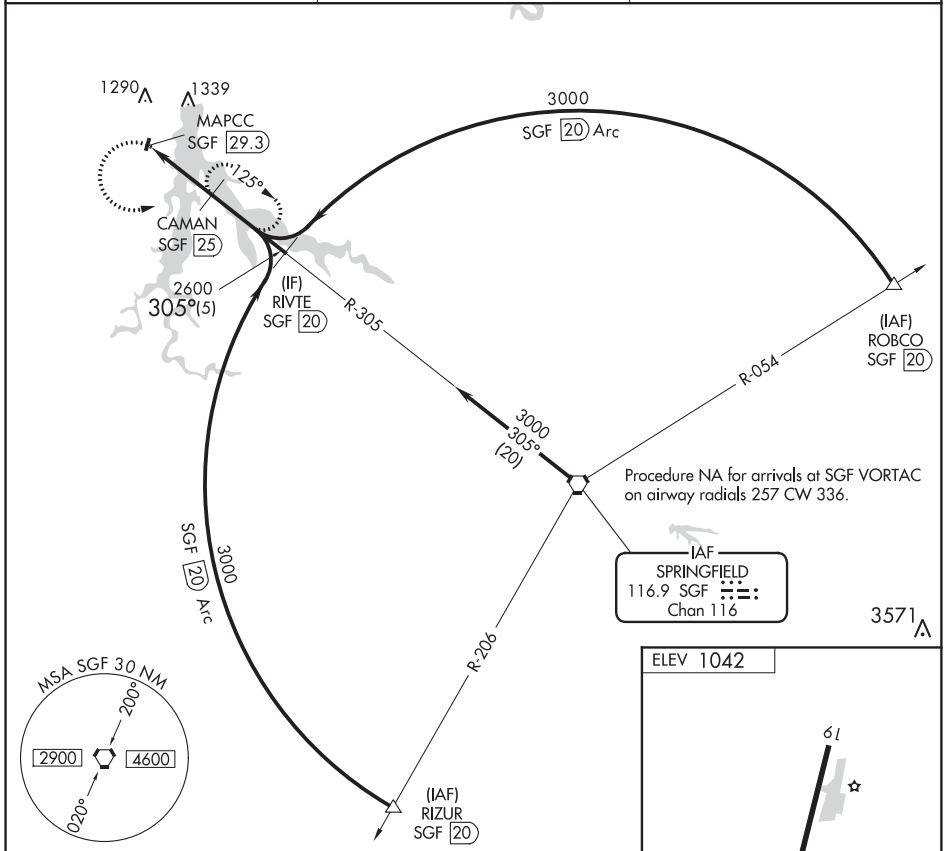 1290
1339
MAPCC
SGF 29.3
3000
SGF 20 Arc
125°
CAMAN
SGF 25
2600
305°(5)
(IF)
RIVTE
SGF 20
R-305
(IAF)
ROBCO
SGF 20
R-054
3000
305°
(20)
Procedure NA for arrivals at SGF VORTAC
on airway radials 257 CW 336.
3000
SGF 20 Arc
IAF
SPRINGFIELD
116.9 SGF
Chan 116
3571
R-206
MSA SGF 30 NM
200°
2900
4600
020°
(IAF)
RIZUR
SGF 20
ELEV 1042
19